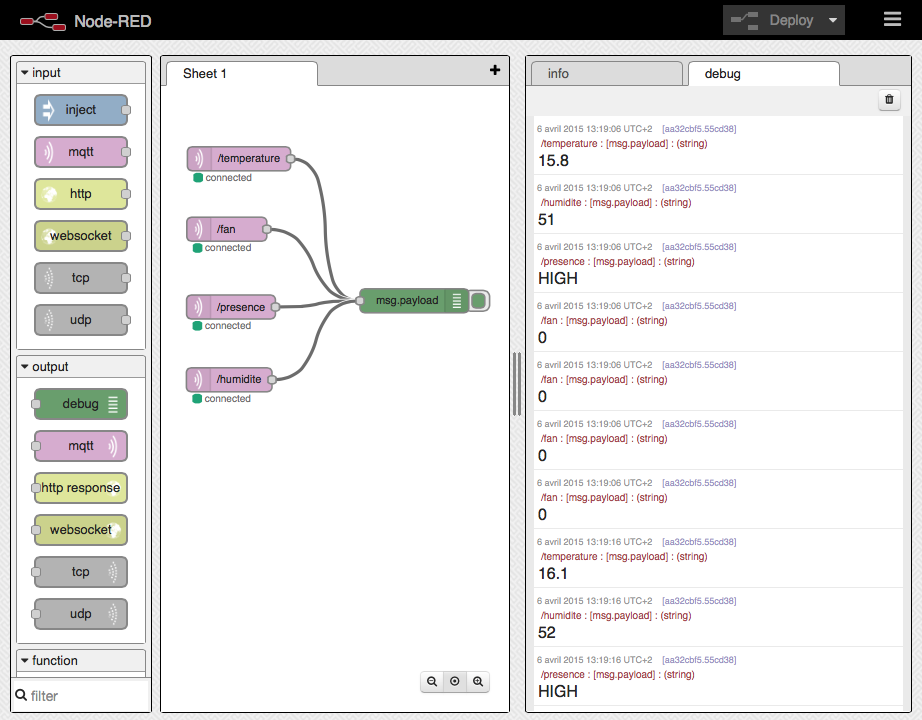 Node-RED
Deploy
input
inject
mqtt
http
websocket
tcp
udp
output
debug
mqtt
http response
websocket
tcp
udp
function
filter
Sheet 1
/temperature
connected
/fan
connected
/presence
connected
/humidite
connected
msg.payload
info
debug
6 avril 2015 13:19:06 UTC+2 [aa32cbf5.55cd38]
/temperature : [msg.payload] : (string)
15.8
6 avril 2015 13:19:06 UTC+2 [aa32cbf5.55cd38]
/humidite : [msg.payload] : (string)
51
6 avril 2015 13:19:06 UTC+2 [aa32cbf5.55cd38]
/presence : [msg.payload] : (string)
HIGH
6 avril 2015 13:19:06 UTC+2 [aa32cbf5.55cd38]
/fan : [msg.payload] : (string)
0
6 avril 2015 13:19:06 UTC+2 [aa32cbf5.55cd38]
/fan : [msg.payload] : (string)
0
6 avril 2015 13:19:06 UTC+2 [aa32cbf5.55cd38]
/fan : [msg.payload] : (string)
0
6 avril 2015 13:19:06 UTC+2 [aa32cbf5.55cd38]
/fan : [msg.payload] : (string)
0
6 avril 2015 13:19:16 UTC+2 [aa32cbf5.55cd38]
/temperature : [msg.payload] : (string)
16.1
6 avril 2015 13:19:16 UTC+2 [aa32cbf5.55cd38]
/humidite : [msg.payload] : (string)
52
6 avril 2015 13:19:16 UTC+2 [aa32cbf5.55cd38]
/presence : [msg.payload] : (string)
HIGH